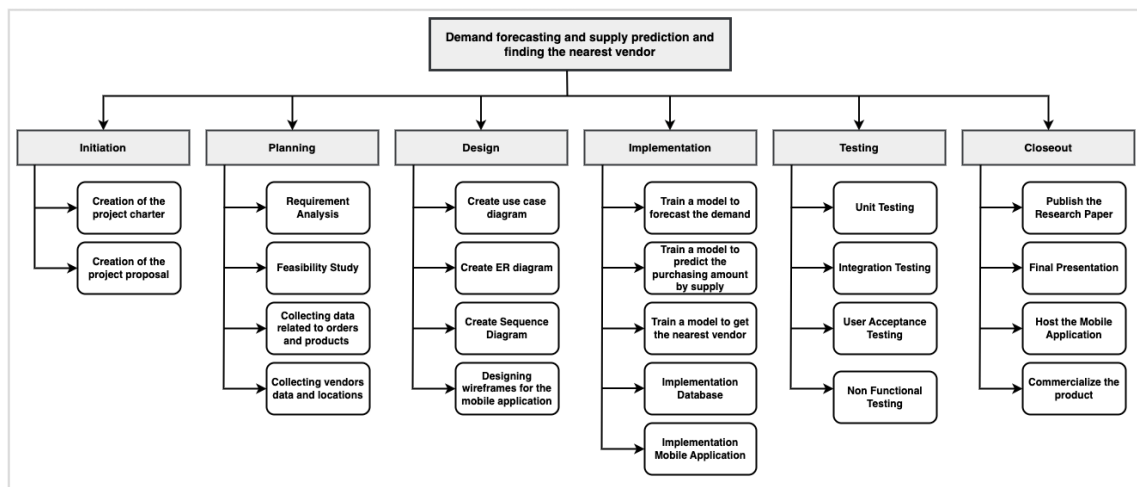 Demand forecasting and supply prediction and
finding the nearest vendor
Initiation
Planning
Design
Implementation
Testing
Closeout
Creation of the
project charter
Creation of the
project proposal
Requirement
Analysis
Feasibility Study
Collecting data
related to orders
and products
Collecting vendors
data and locations
Create use case
diagram
Create ER diagram
Create Sequence
Diagram
Designing
wireframes for the
mobile application
Train a model to
forecast the demand
Train a model to
predict the
purchasing amount
by supply
Train a model to get
the nearest vendor
Implementation
Database
Implementation
Mobile Application
Unit Testing
Integration Testing
User Acceptance
Testing
Non Functional
Testing
Publish the
Research Paper
Final Presentation
Host the Mobile
Application
Commercialize the
product